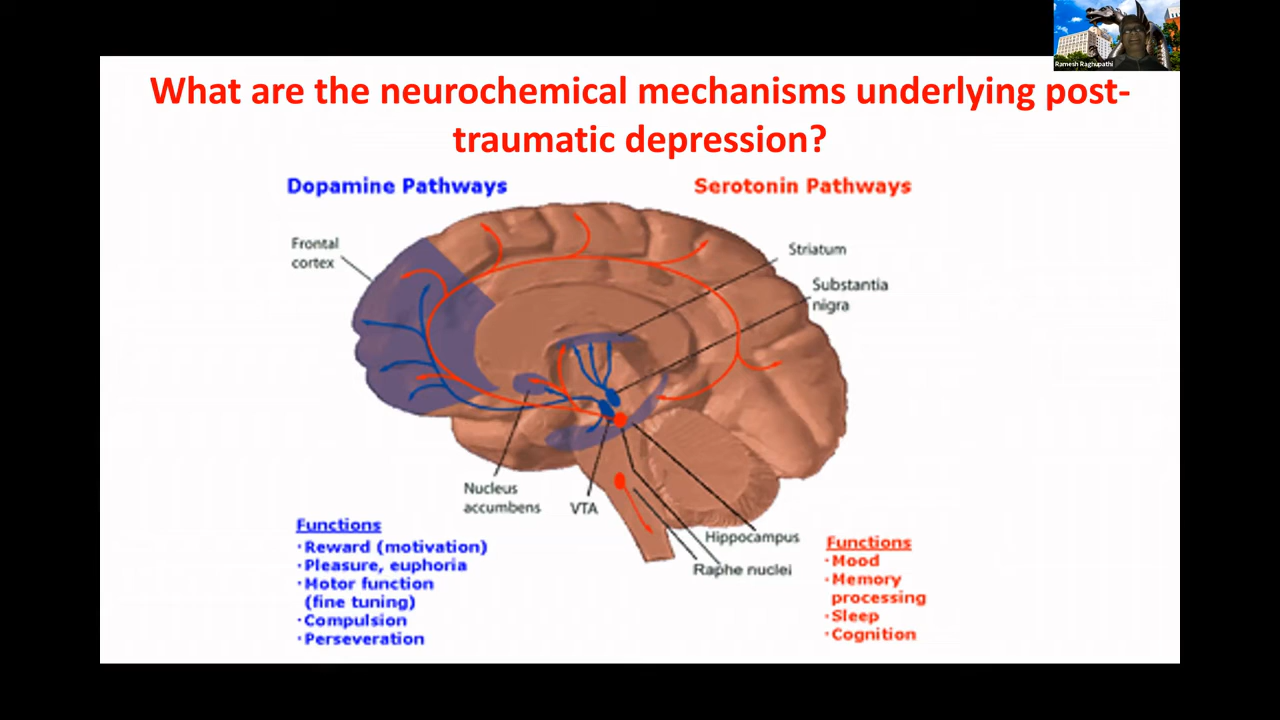 Ramesh Raghupathi
What are the neurochemical mechanisms underlying post-
traumatic depression?
Dopamine Pathways
Serotonin Pathways
Frontal
cortex
Striatum
Substantia
nigra
Nucleus
accumbens
VTA
Hippocampus
Raphe nuclei
Functions
·Reward (motivation)
·Pleasure, euphoria
·Motor function
(fine tuning)
·Compulsion
·Perseveration
Functions
·Mood
·Memory
processing
·Sleep
·Cognition